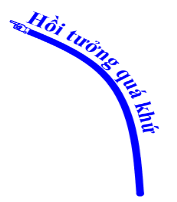 Hồi tưởng quá khứ